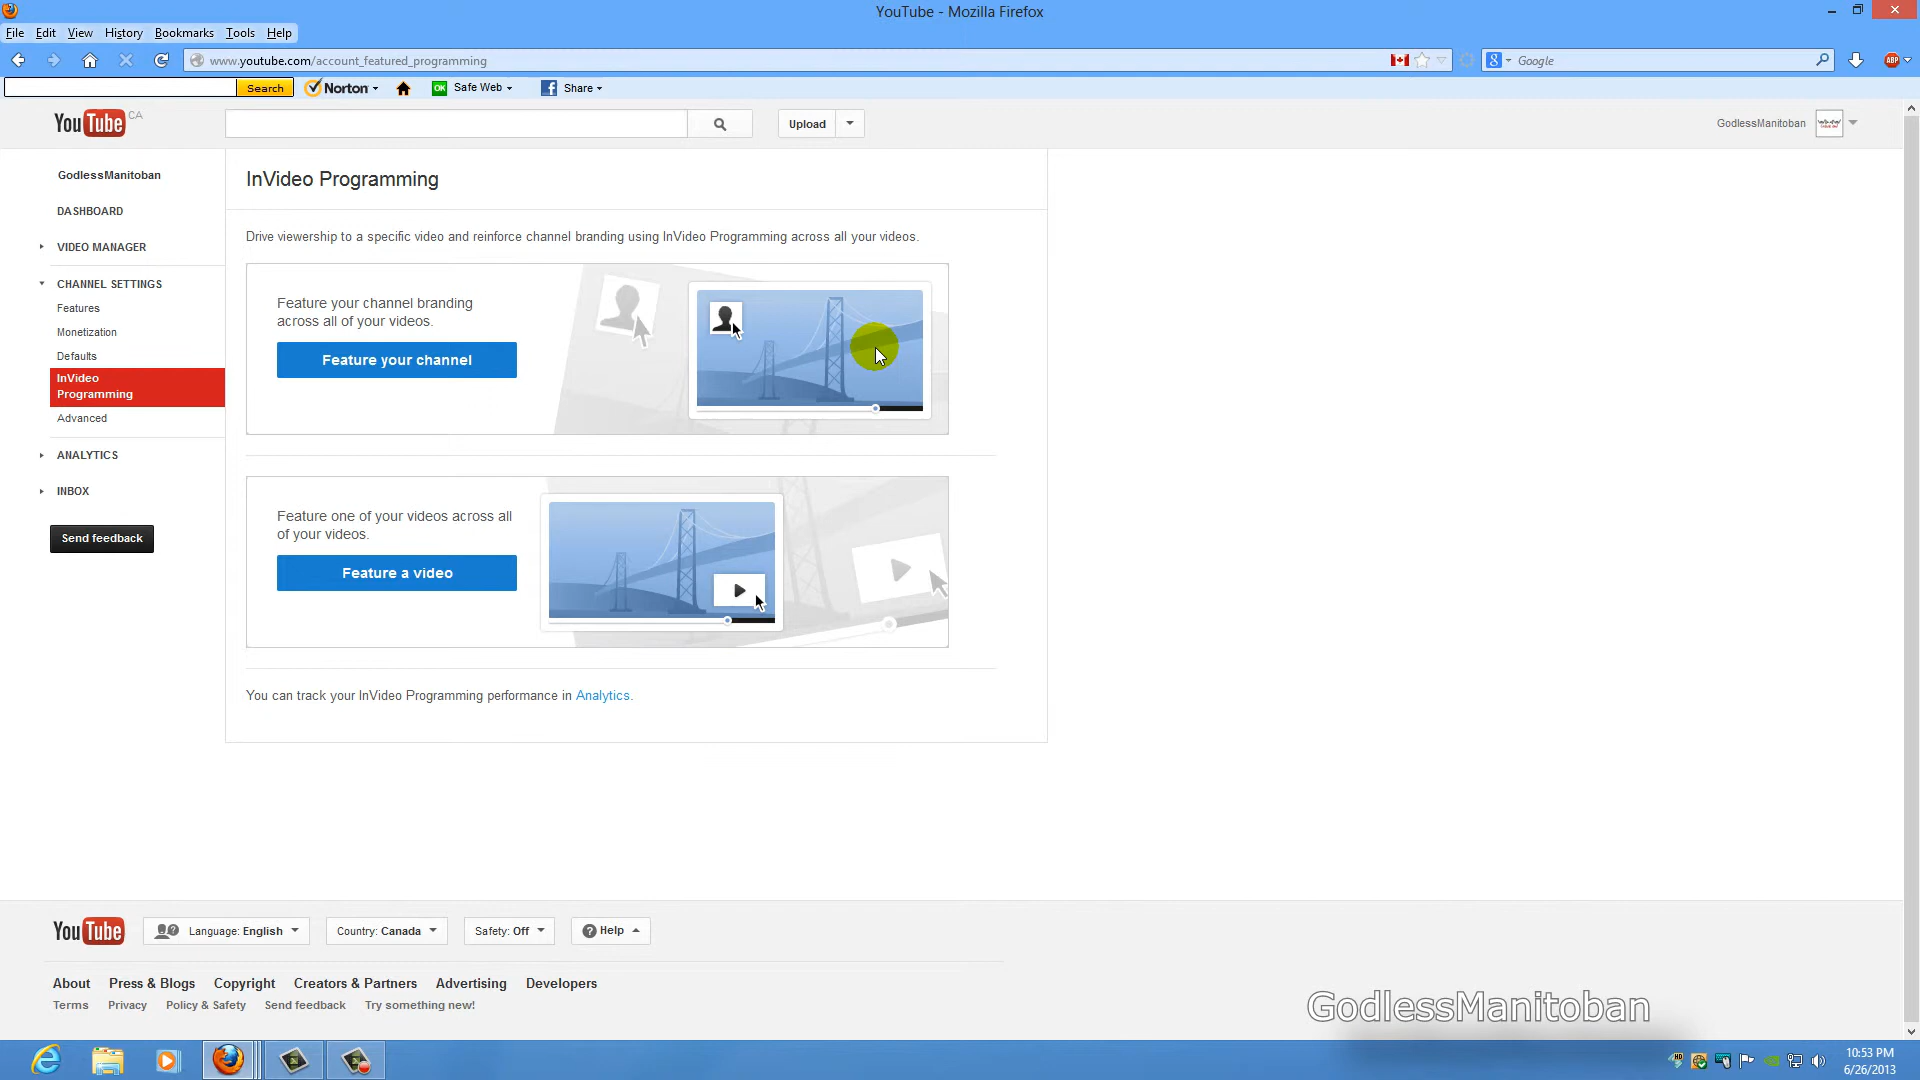 YouTube - Mozilla Firefox
File Edit View History Bookmarks Tools Help
www.youtube.com/account_featured_programming
Google
ABP
Search Norton OK Safe Web Share
YouTube CA
Upload
GodlessManitoban
GodlessManitoban
DASHBOARD
VIDEO MANAGER
CHANNEL SETTINGS
Features
Monetization
Defaults
InVideo
Programming
Advanced
ANALYTICS
INBOX
Send feedback
InVideo Programming
Drive viewership to a specific video and reinforce channel branding using InVideo Programming across all your videos.
Feature your channel branding
across all of your videos.
Feature your channel
Feature one of your videos across all
of your videos.
Feature a video
You can track your InVideo Programming performance in Analytics.
YouTube Language: English Country: Canada Safety: Off Help
About Press & Blogs Copyright Creators & Partners Advertising Developers
Terms Privacy Policy & Safety Send feedback Try something new!
GodlessManitoban
10:53 PM
6/26/2013